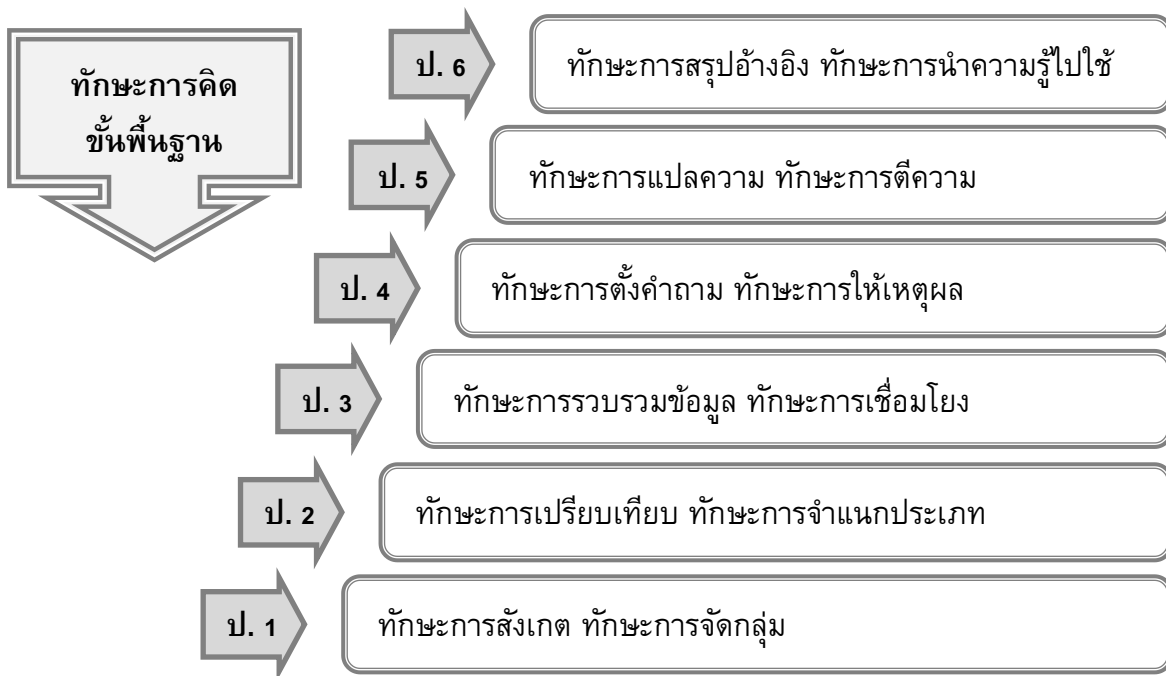 ทักษะการคิด
ขั้นพื้นฐาน
ป. 6
ทักษะการสรุปอ้างอิง ทักษะการนำความรู้ไปใช้
ป. 5
ทักษะการแปลความ ทักษะการตีความ
ป. 4
ทักษะการตั้งคำถาม ทักษะการให้เหตุผล
ป. 3
ทักษะการรวบรวมข้อมูล ทักษะการเชื่อมโยง
ป. 2
ทักษะการเปรียบเทียบ ทักษะการจำแนกประเภท
ป. 1
ทักษะการสังเกต ทักษะการจัดกลุ่ม